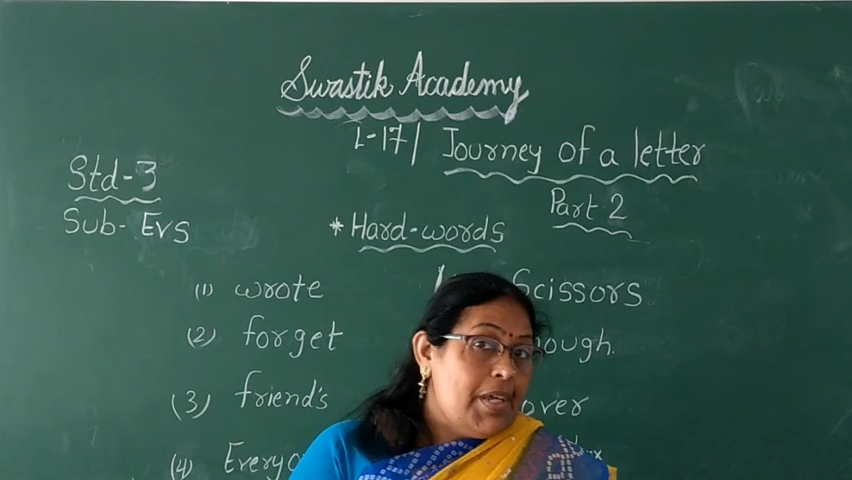 Swastik Academy
L-17| Journey of a letter
Std-3
Part 2
Sub- Evs
* Hard-words
(1) wrote
Scissors
(2) forget
(3) friend's
over
(4)